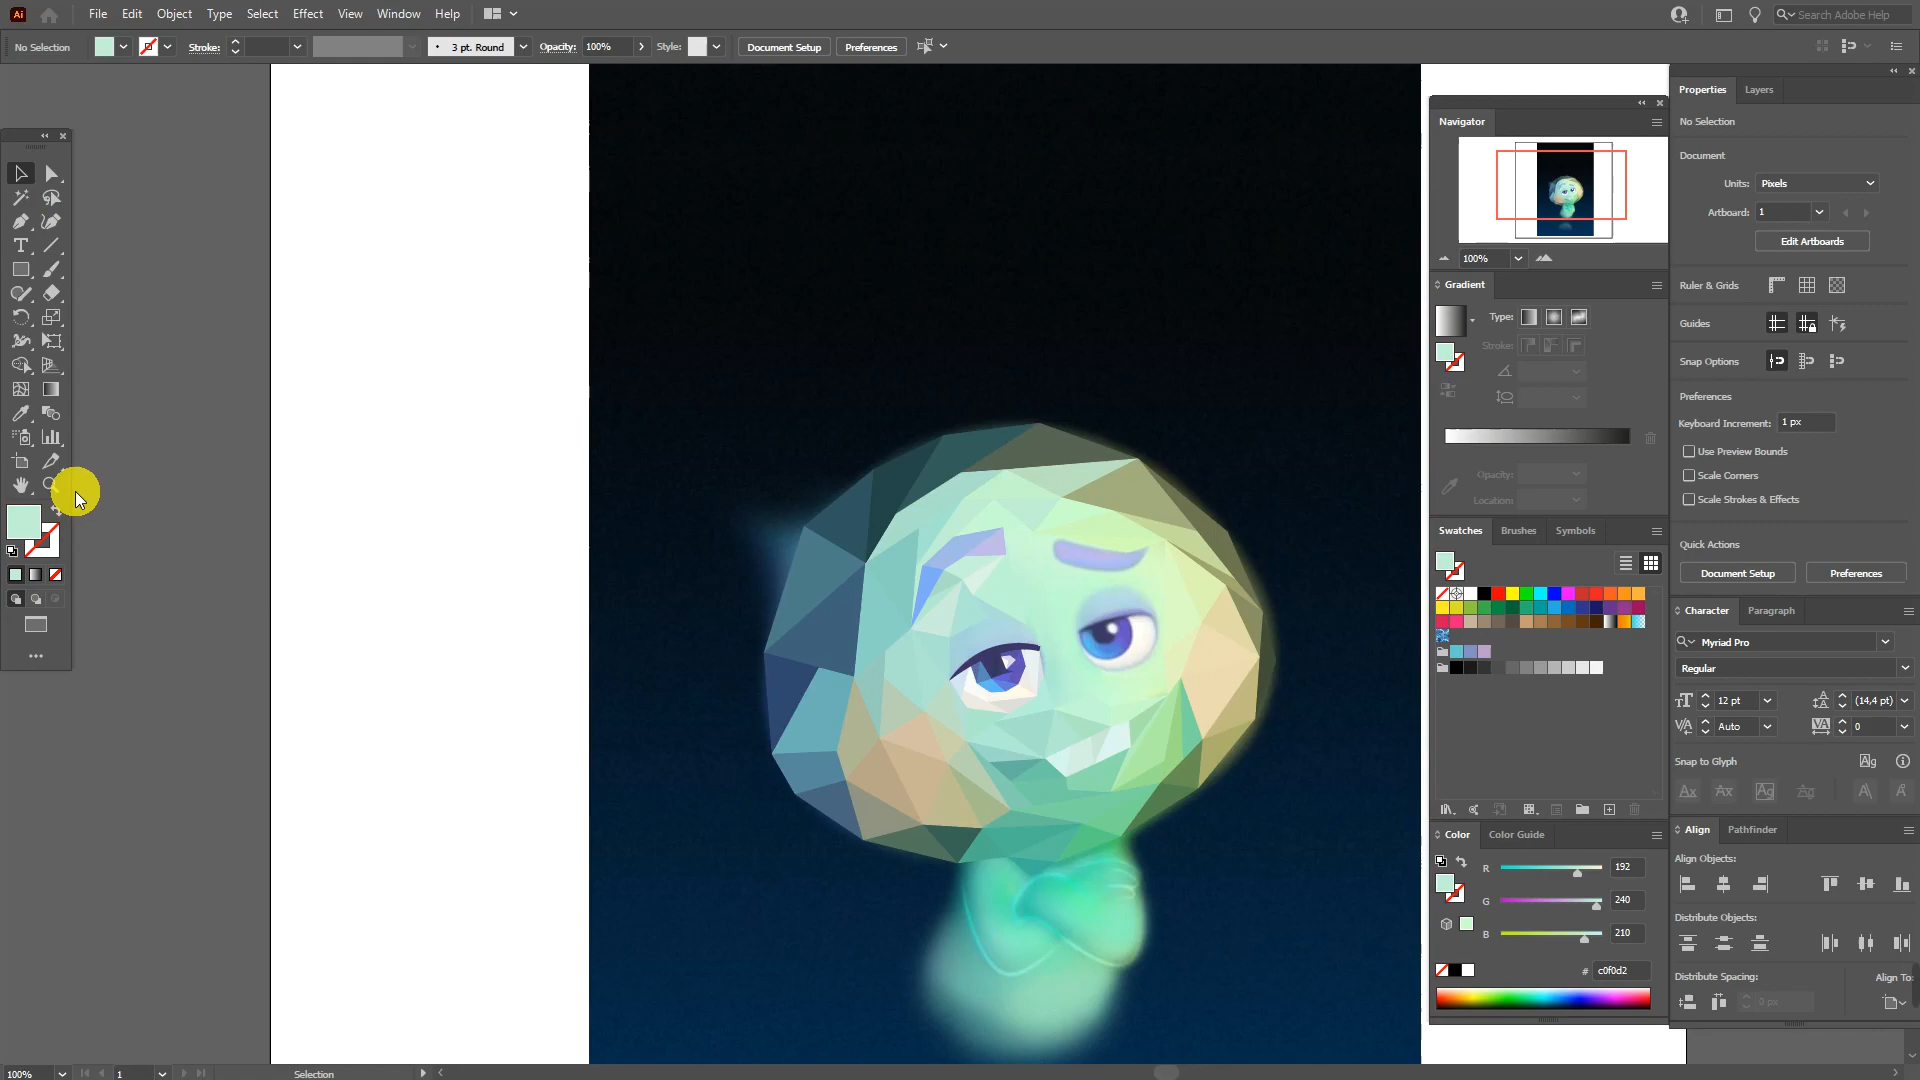 Ai File Edit Object Type Select Effect View Window Help Search Adobe Help
No Selection Stroke: 3 pt. Round Opacity: 100% Style: Document Setup Preferences
Properties Layers
Navigator No Selection
Document
Units: Pixels
Artboard: 1
Edit Artboards
100%
Gradient Ruler & Grids
Type:
Guides
Stroke:
Snap Options
Preferences
Keyboard Increment: 1 px
Use Preview Bounds
Opacity: Scale Corners
Location: Scale Strokes & Effects
Swatches Brushes Symbols
Quick Actions
Document Setup Preferences
Character Paragraph
Myriad Pro
Regular
12 pt (14,4 pt)
Auto 0
Snap to Glyph
Align Pathfinder
Color Color Guide
Align Objects:
R 192
G 240
Distribute Objects:
B 210
# c0f0d2
Distribute Spacing: Align To:
0 px
100% 1 Selection